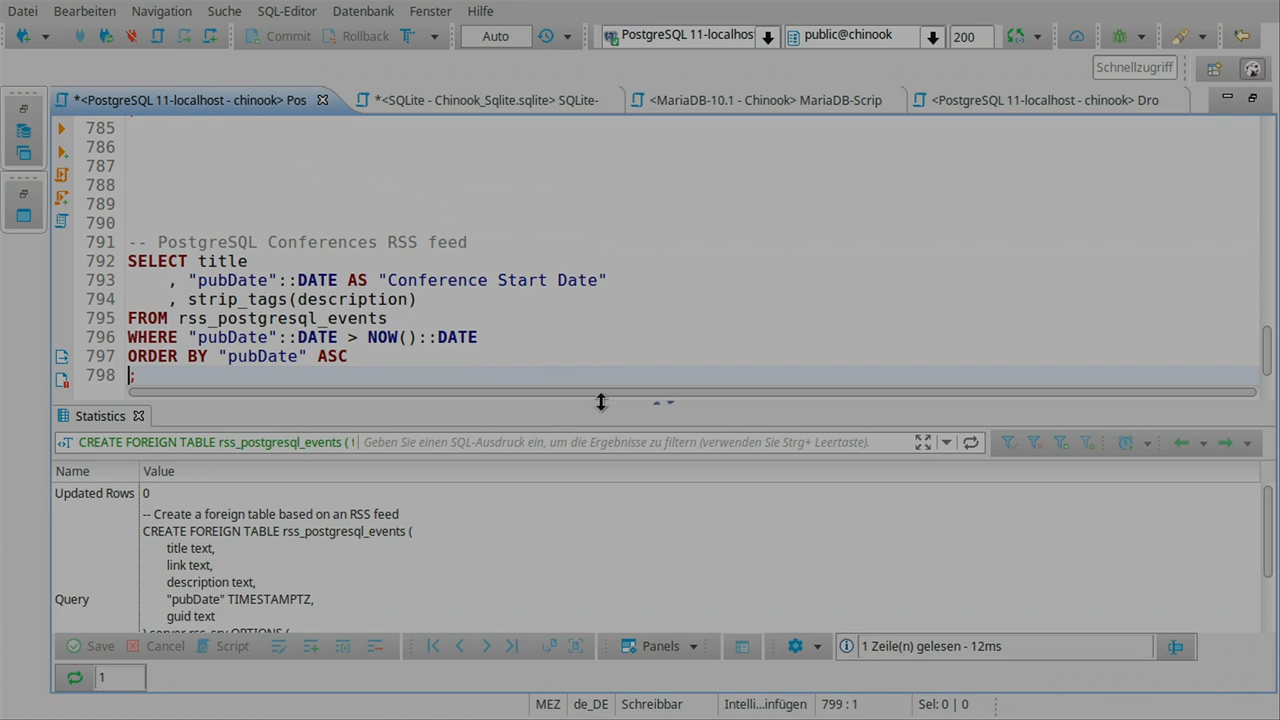 Datei Bearbeiten Navigation Suche SQL-Editor Datenbank Fenster Hilfe
Commit Rollback Auto PostgreSQL 11-localhost public@chinook 200
Schnellzugriff
*<PostgreSQL 11-localhost - chinook> Pos *<SQLite - Chinook_Sqlite.sqlite> SQLite- <MariaDB-10.1 - Chinook> MariaDB-Scrip <PostgreSQL 11-localhost - chinook> Dro
785
786
787
788
789
790
791 -- PostgreSQL Conferences RSS feed
792 SELECT title
793 , "pubDate"::DATE AS "Conference Start Date"
794 , strip_tags(description)
795 FROM rss_postgresql_events
796 WHERE "pubDate"::DATE > NOW()::DATE
797 ORDER BY "pubDate" ASC
798 ;
Statistics
CREATE FOREIGN TABLE rss_postgresql_events ( Geben Sie einen SQL-Ausdruck ein, um die Ergebnisse zu filtern (verwenden Sie Strg+ Leertaste).
Name Value
Updated Rows 0
-- Create a foreign table based on an RSS feed
CREATE FOREIGN TABLE rss_postgresql_events (
title text,
link text,
description text,
Query "pubDate" TIMESTAMPTZ,
guid text
) server rss_srv OPTIONS (
Save Cancel Script Panels 1 Zeile(n) gelesen - 12ms
1
MEZ de_DE Schreibbar Intelli...infügen 799 : 1 Sel: 0 | 0